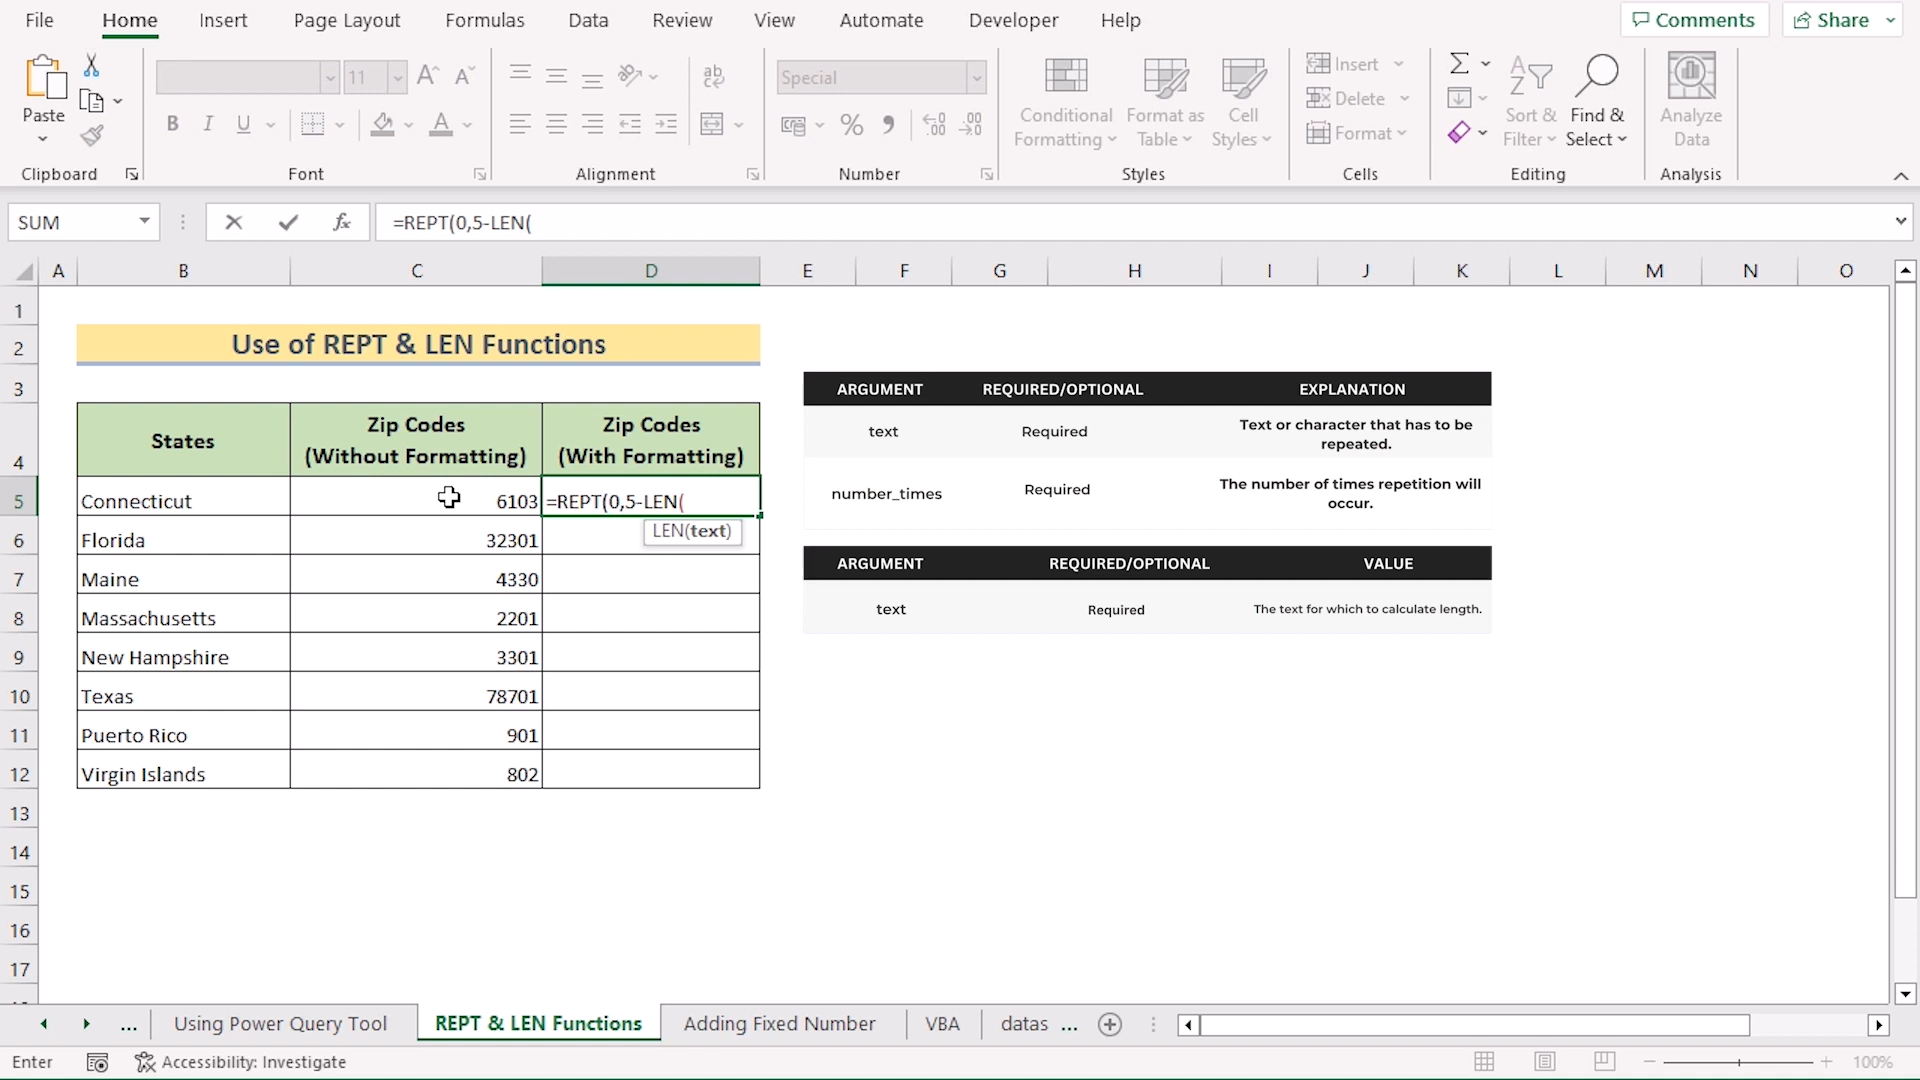 File Home Insert Page Layout Formulas Data Review View Automate Developer Help Comments Share
Paste
11
B I U A
ab
Special
%
Conditional Formatting
Format as Table
Cell Styles
Insert
Delete
Format
Sort & Filter
Find & Select
Analyze Data
Clipboard Font Alignment Number Styles Cells Editing Analysis
SUM fx =REPT(0,5-LEN(
A B C D E F G H I J K L M N O
1
2 Use of REPT & LEN Functions
3
4 States Zip Codes (Without Formatting) Zip Codes (With Formatting)
5 Connecticut 6103 =REPT(0,5-LEN(
LEN(text)
6 Florida 32301
7 Maine 4330
8 Massachusetts 2201
9 New Hampshire 3301
10 Texas 78701
11 Puerto Rico 901
12 Virgin Islands 802
13
14
15
16
17
ARGUMENT REQUIRED/OPTIONAL EXPLANATION
text Required Text or character that has to be
repeated.
number_times Required The number of times repetition will
occur.
ARGUMENT REQUIRED/OPTIONAL VALUE
text Required The text for which to calculate length.
... Using Power Query Tool REPT & LEN Functions Adding Fixed Number VBA datas ...
Enter Accessibility: Investigate 100%